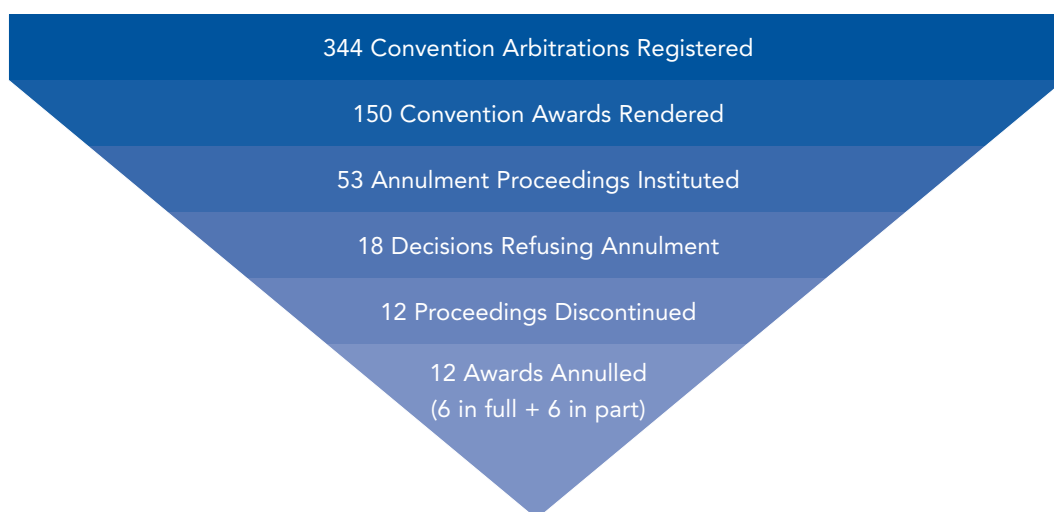 344 Convention Arbitrations Registered
150 Convention Awards Rendered
53 Annulment Proceedings Instituted
18 Decisions Refusing Annulment
12 Proceedings Discontinued
12 Awards Annulled
(6 in full + 6 in part)